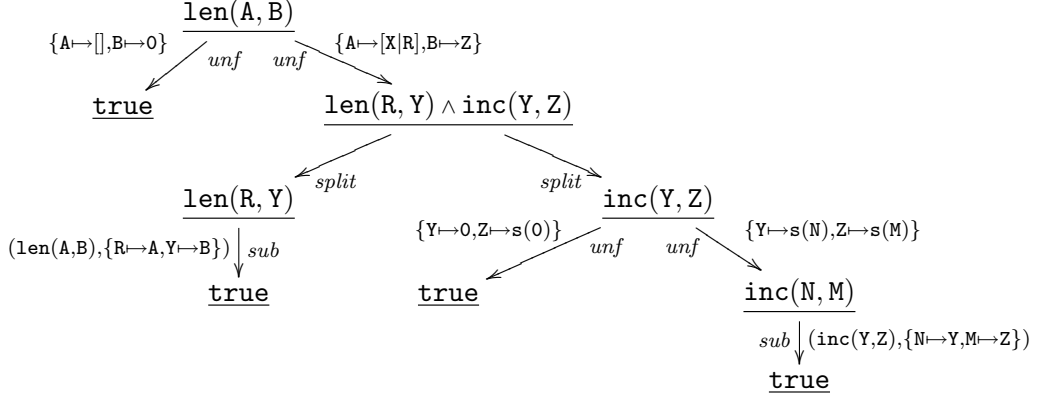 len(A,B)
{A↦[],B↦0} unf unf {A↦[X|R],B↦Z}
true
len(R,Y) ∧ inc(Y,Z)
split split
len(R,Y) inc(Y,Z)
(len(A,B),{R↦A,Y↦B}) sub {Y↦0,Z↦s(0)} unf unf {Y↦s(N),Z↦s(M)}
true true inc(N,M)
sub (inc(Y,Z),{N↦Y,M↦Z})
true